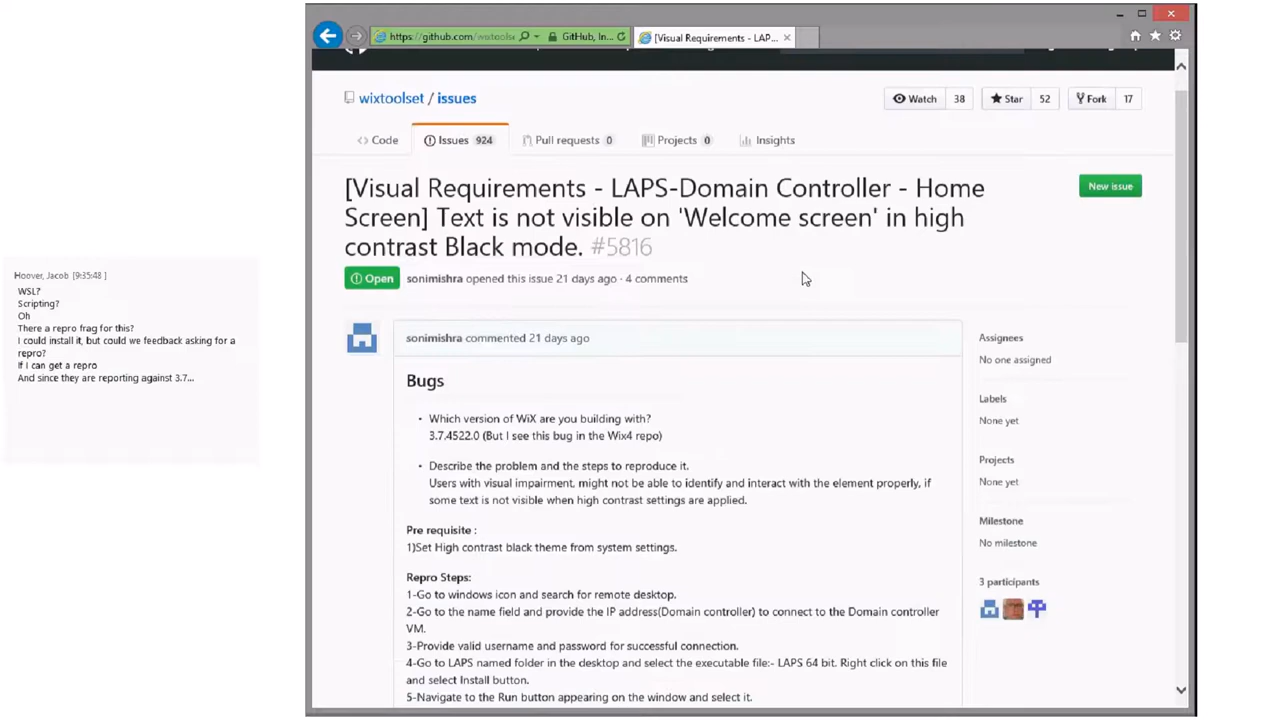 https://github.com/wixtoolse
GitHub, In...
[Visual Requirements - LAP...
wixtoolset / issues
Watch 38
Star 52
Fork 17
Code
Issues 924
Pull requests 0
Projects 0
Insights
[Visual Requirements - LAPS-Domain Controller - Home
Screen] Text is not visible on 'Welcome screen' in high
contrast Black mode. #5816
New issue
Open
sonimishra opened this issue 21 days ago · 4 comments
Hoover, Jacob [9:35:48 ]
WSL?
Scripting?
Oh
There a repro frag for this?
I could install it, but could we feedback asking for a
repro?
If I can get a repro
And since they are reporting against 3.7...
sonimishra commented 21 days ago
Bugs
• Which version of WiX are you building with?
3.7.4522.0 (But I see this bug in the Wix4 repo)
• Describe the problem and the steps to reproduce it.
Users with visual impairment, might not be able to identify and interact with the element properly, if
some text is not visible when high contrast settings are applied.
Pre requisite :
1)Set High contrast black theme from system settings.
Repro Steps:
1-Go to windows icon and search for remote desktop.
2-Go to the name field and provide the IP address(Domain controller) to connect to the Domain controller
VM.
3-Provide valid username and password for successful connection.
4-Go to LAPS named folder in the desktop and select the executable file:- LAPS 64 bit. Right click on this file
and select Install button.
5-Navigate to the Run button appearing on the window and select it.
Assignees
No one assigned
Labels
None yet
Projects
None yet
Milestone
No milestone
3 participants